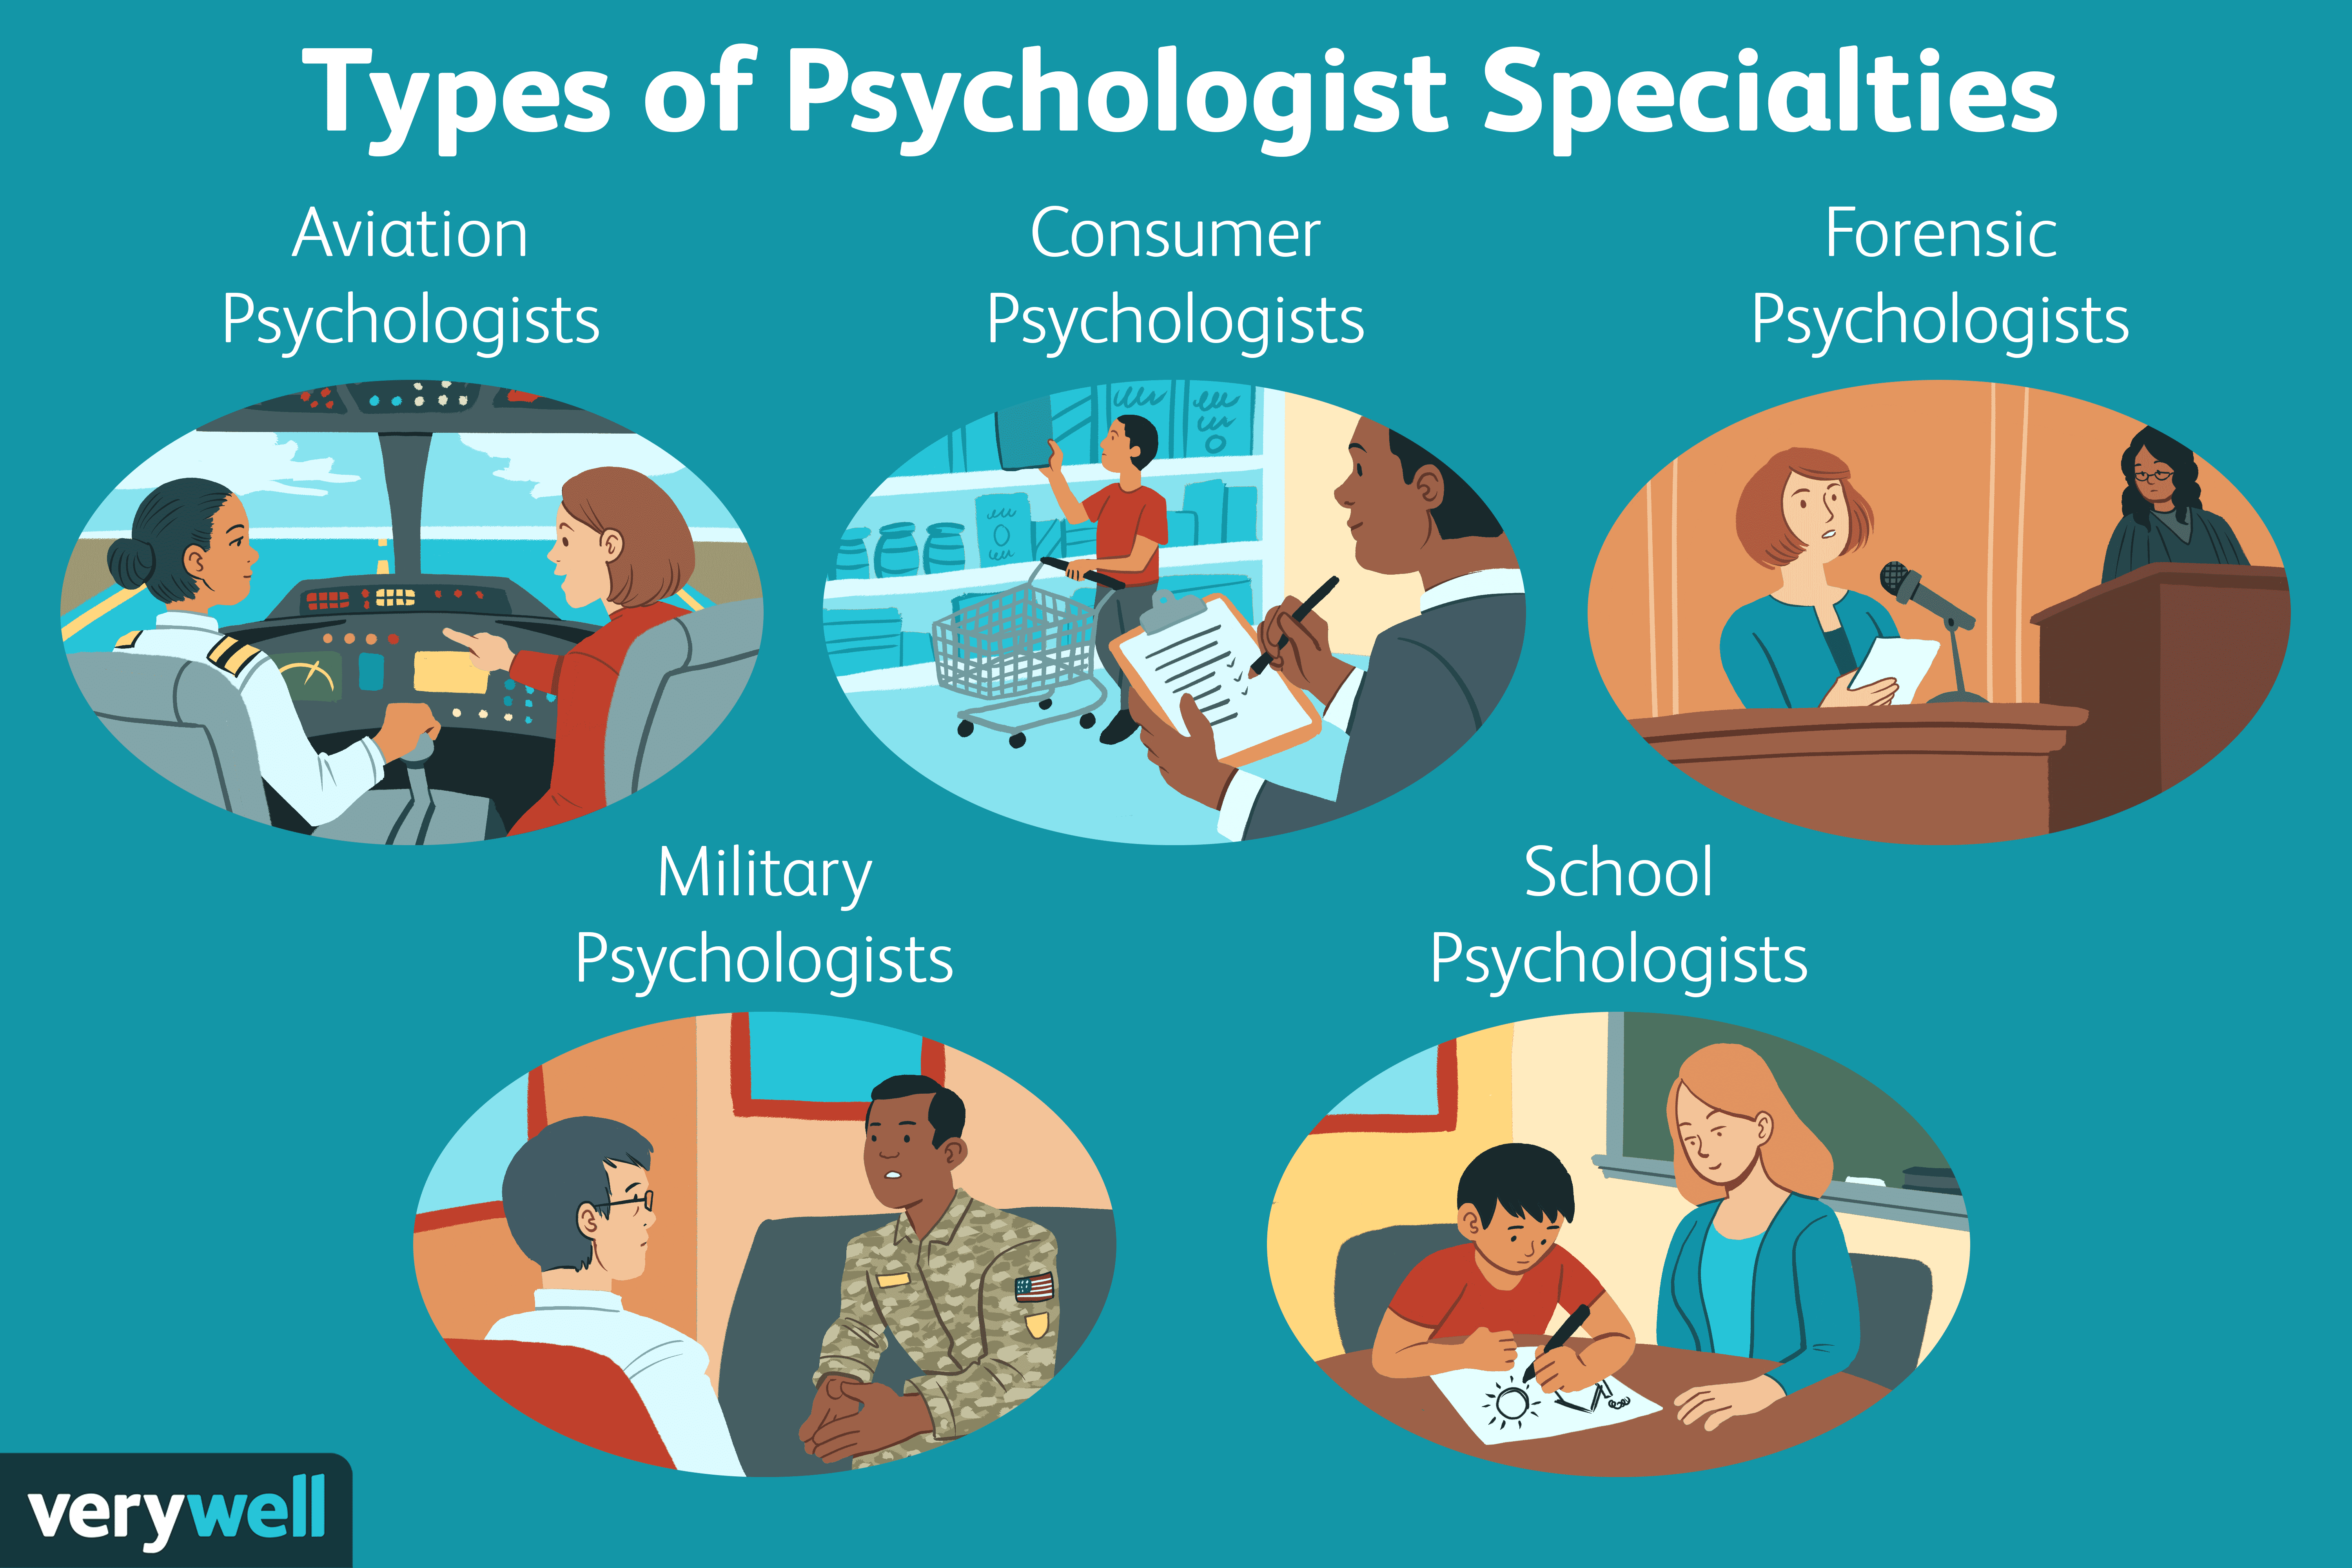 Types of Psychologist Specialties
Aviation
Psychologists
Consumer
Psychologists
Forensic
Psychologists
Military
Psychologists
School
Psychologists
verywell